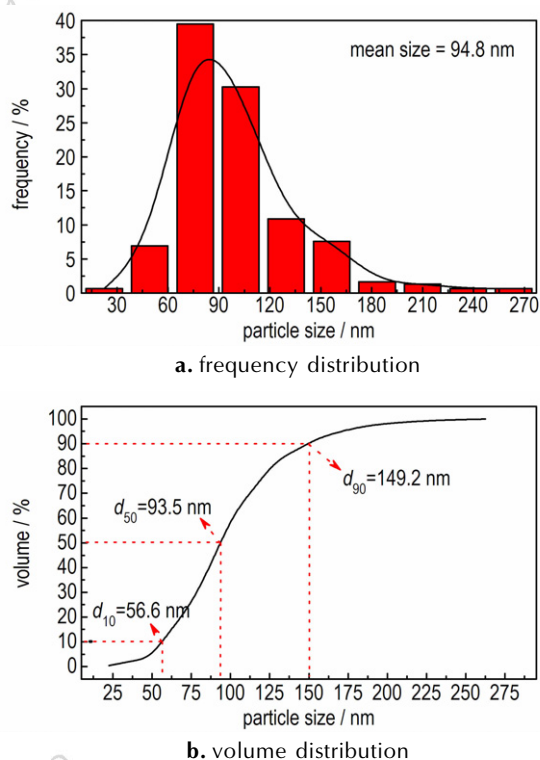 40
35
30
25
20
15
10
5
0
frequency / %
mean size = 94.8 nm
30 60 90 120 150 180 210 240 270
particle size / nm
a. frequency distribution
100
90
80
70
60
50
40
30
20
10
0
volume / %
d90=149.2 nm
d50=93.5 nm
d10=56.6 nm
25 50 75 100 125 150 175 200 225 250 275
particle size / nm
b. volume distribution